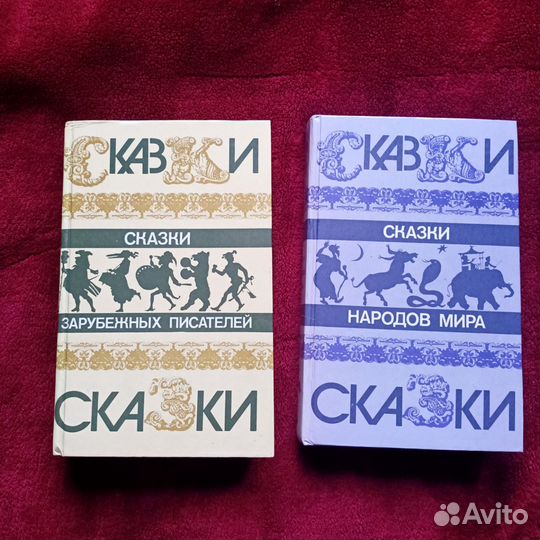 СКАЗКИ
СКАЗКИ
ЗАРУБЕЖНЫХ ПИСАТЕЛЕЙ
СКАЗКИ
СКАЗКИ
СКАЗКИ
НАРОДОВ МИРА
СКАЗКИ
Avito